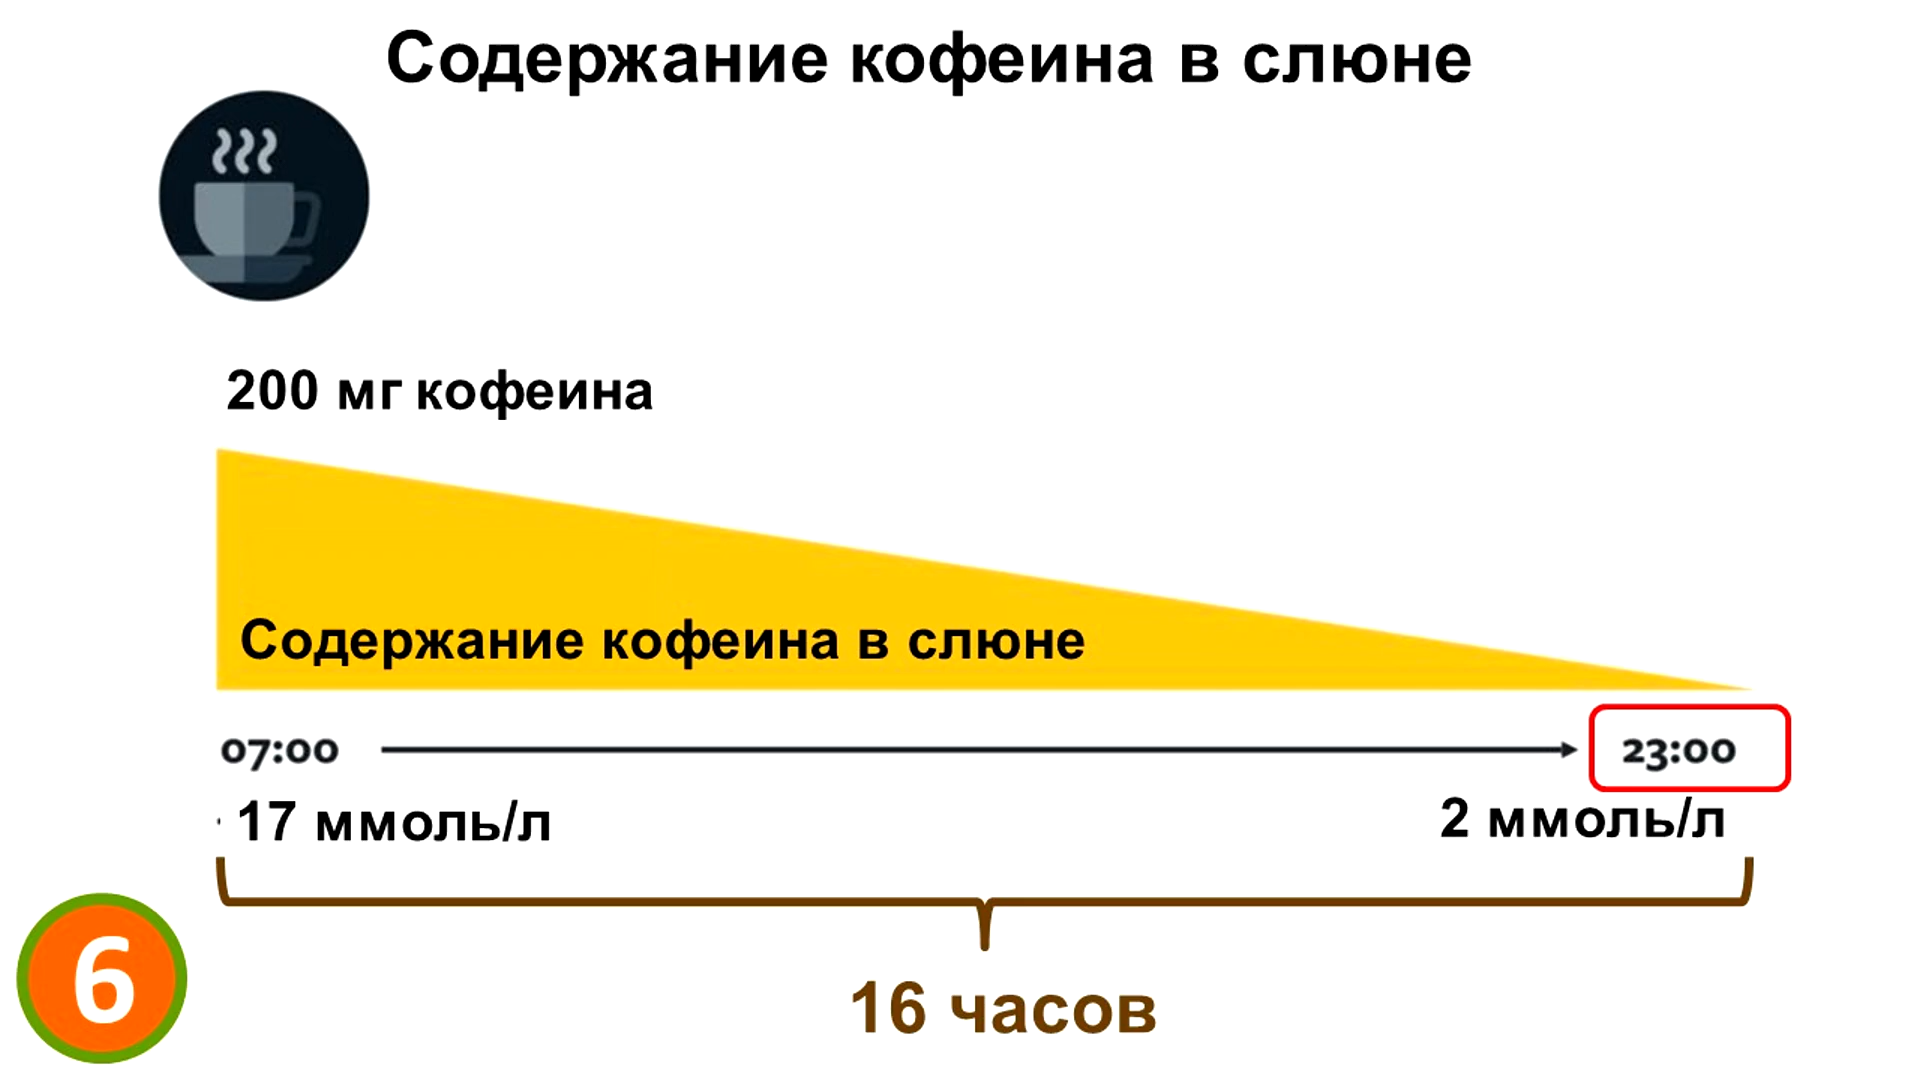 Содержание кофеина в слюне
200 мг кофеина
Содержание кофеина в слюне
07:00
23:00
17 ммоль/л
2 ммоль/л
16 часов
6